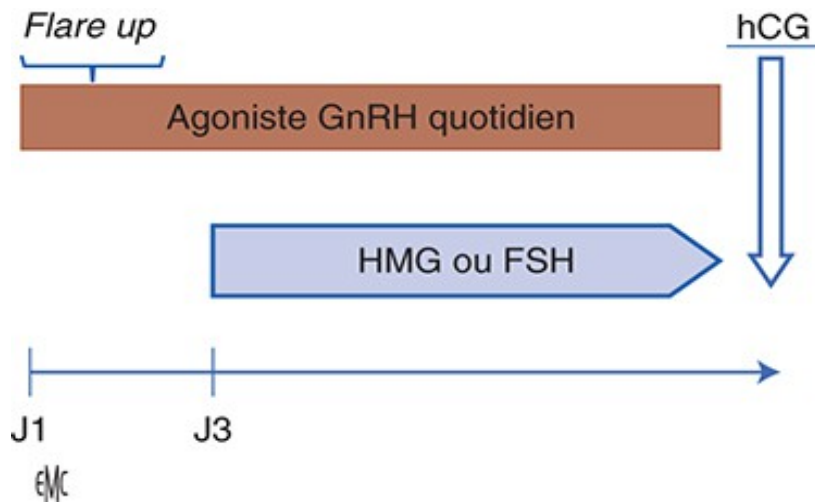 Flare up
hCG
Agoniste GnRH quotidien
HMG ou FSH
J1
J3
EMC